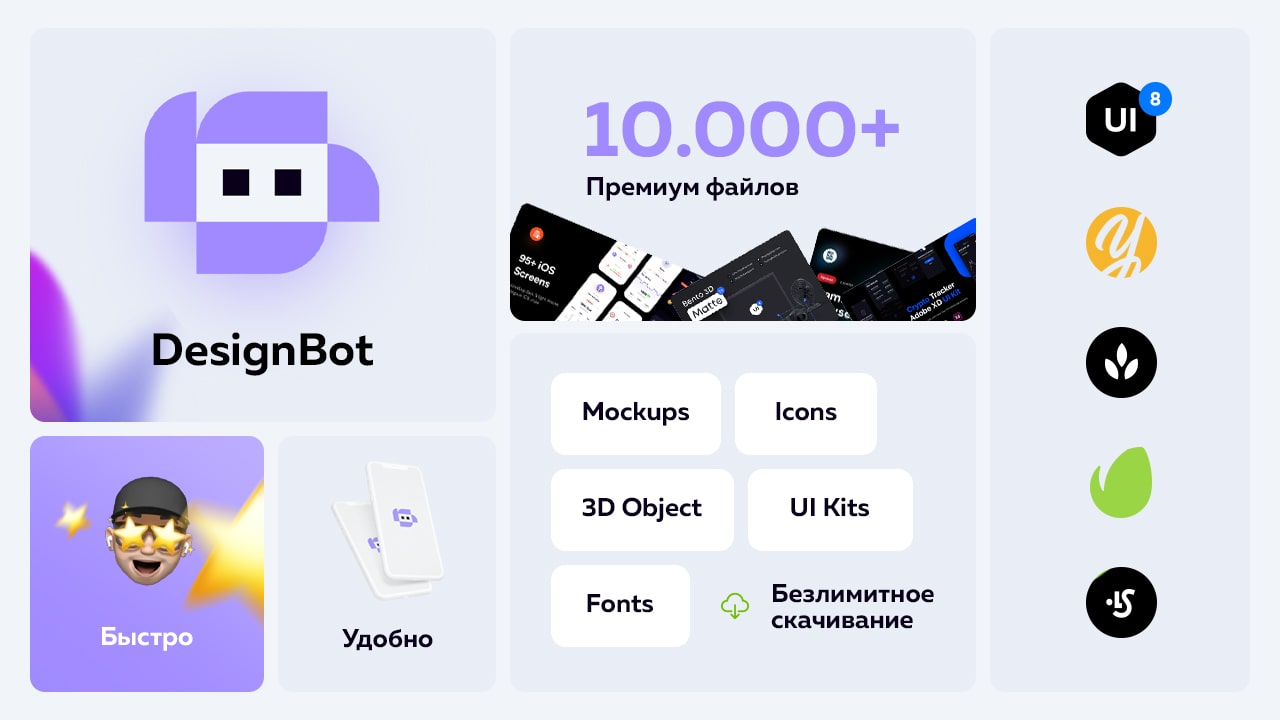 DesignBot
Быстро
Удобно
10.000+
Премиум файлов
95+ iOS
Screens
Bento 3D
Matte
UI
Crypto Tracker
Adobe XD UI Kit
Mockups
Icons
3D Object
UI Kits
Fonts
Безлимитное
скачивание
UI
8